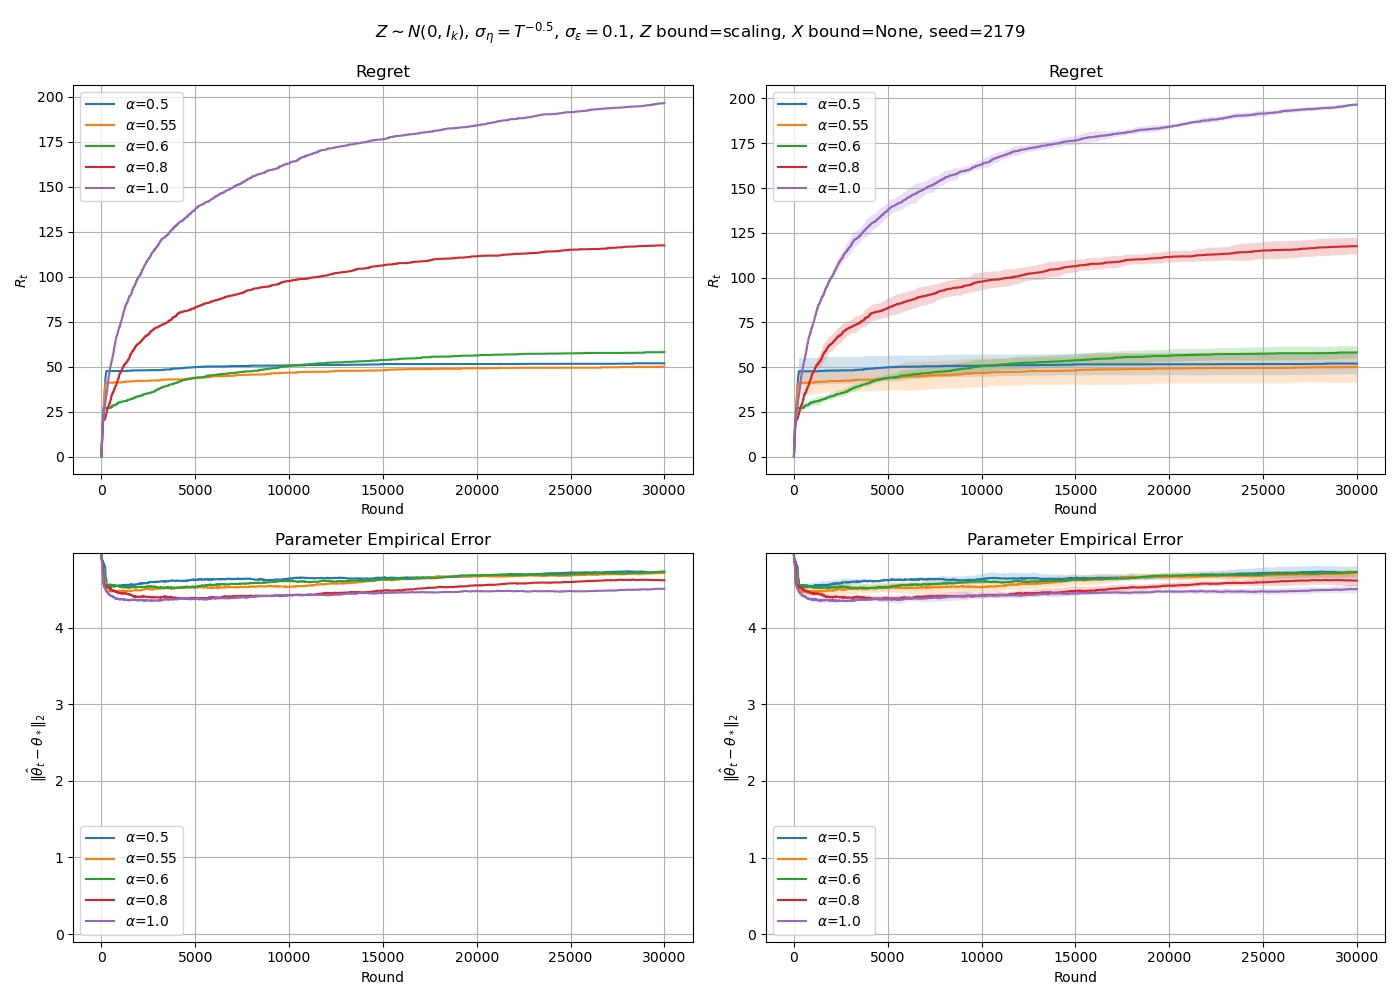 Z ∼ N(0, I_k), σ_η = T^{−0.5}, σ_ε = 0.1, Z bound=scaling, X bound=None, seed=2179
Regret
R_t
200
175
150
125
100
75
50
25
0
α=0.5
α=0.55
α=0.6
α=0.8
α=1.0
0 5000 10000 15000 20000 25000 30000
Round
Regret
R_t
200
175
150
125
100
75
50
25
0
α=0.5
α=0.55
α=0.6
α=0.8
α=1.0
0 5000 10000 15000 20000 25000 30000
Round
Parameter Empirical Error
‖θ̂_t − θ_*‖_2
4
3
2
1
0
α=0.5
α=0.55
α=0.6
α=0.8
α=1.0
0 5000 10000 15000 20000 25000 30000
Round
Parameter Empirical Error
‖θ̂_t − θ_*‖_2
4
3
2
1
0
α=0.5
α=0.55
α=0.6
α=0.8
α=1.0
0 5000 10000 15000 20000 25000 30000
Round